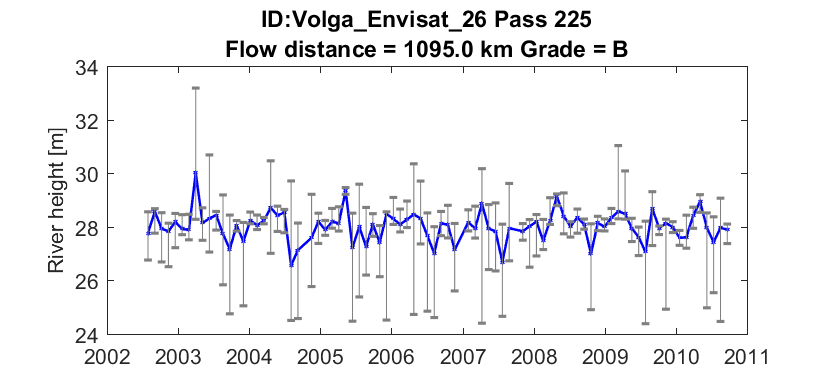 ID:Volga_Envisat_26 Pass 225
Flow distance = 1095.0 km Grade = B
River height [m]
34
32
30
28
26
24
2002 2003 2004 2005 2006 2007 2008 2009 2010 2011